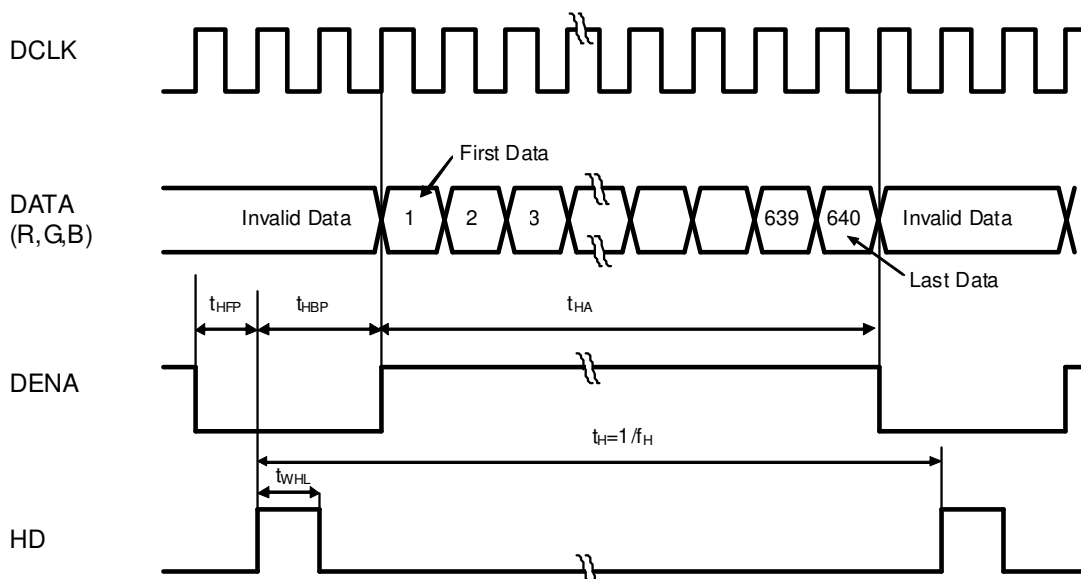 DCLK
First Data
DATA
(R,G,B)
Invalid Data
1
2
3
639
640
Invalid Data
Last Data
tHFP
tHBP
tHA
DENA
tH=1/fH
tWHL
HD